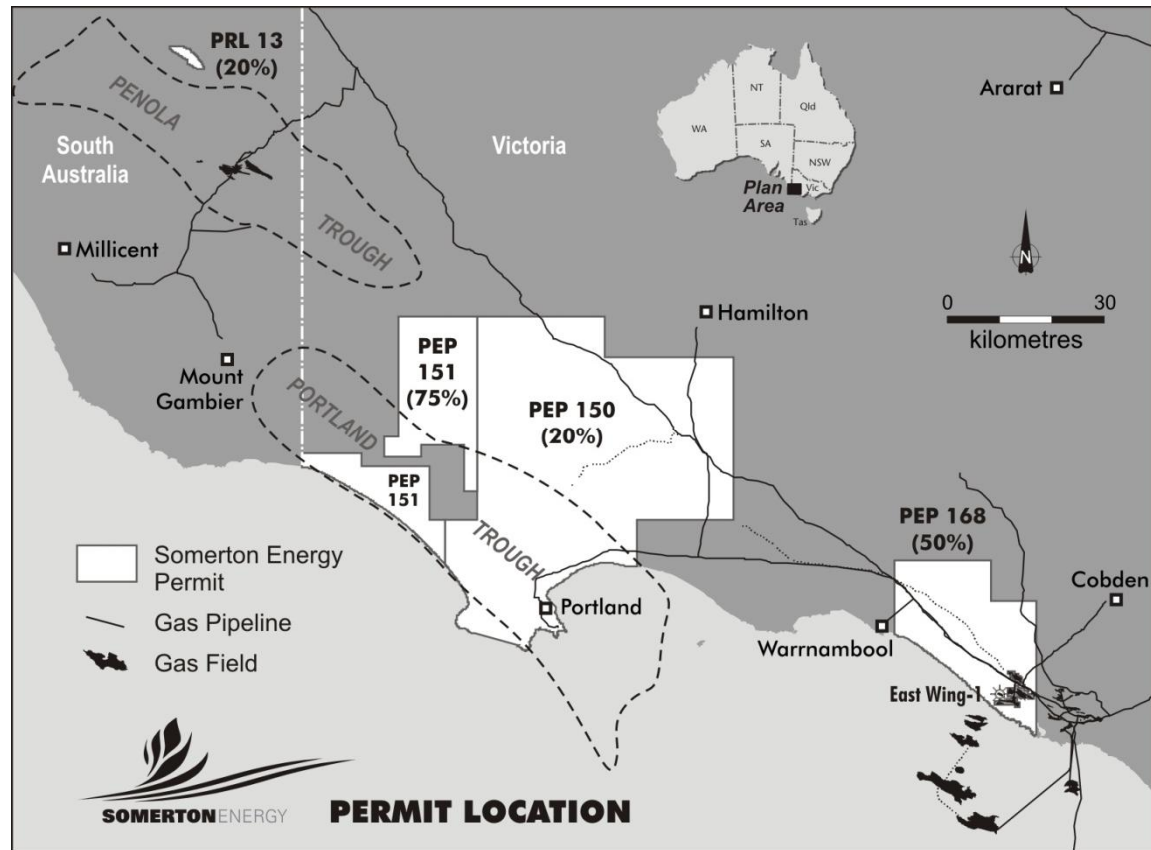 PRL 13
(20%)
PENOLA
TROUGH
South
Australia
Victoria
Millicent
Mount
Gambier
WA
NT
SA
Qld
NSW
Vic
Tas
Plan
Area
Ararat
N
0 30
kilometres
Hamilton
PORTLAND
TROUGH
PEP
151
(75%)
PEP 150
(20%)
PEP
151
PEP 168
(50%)
Cobden
Portland
Warrnambool
East Wing-1
Somerton Energy
Permit
Gas Pipeline
Gas Field
SOMERTON ENERGY
PERMIT LOCATION